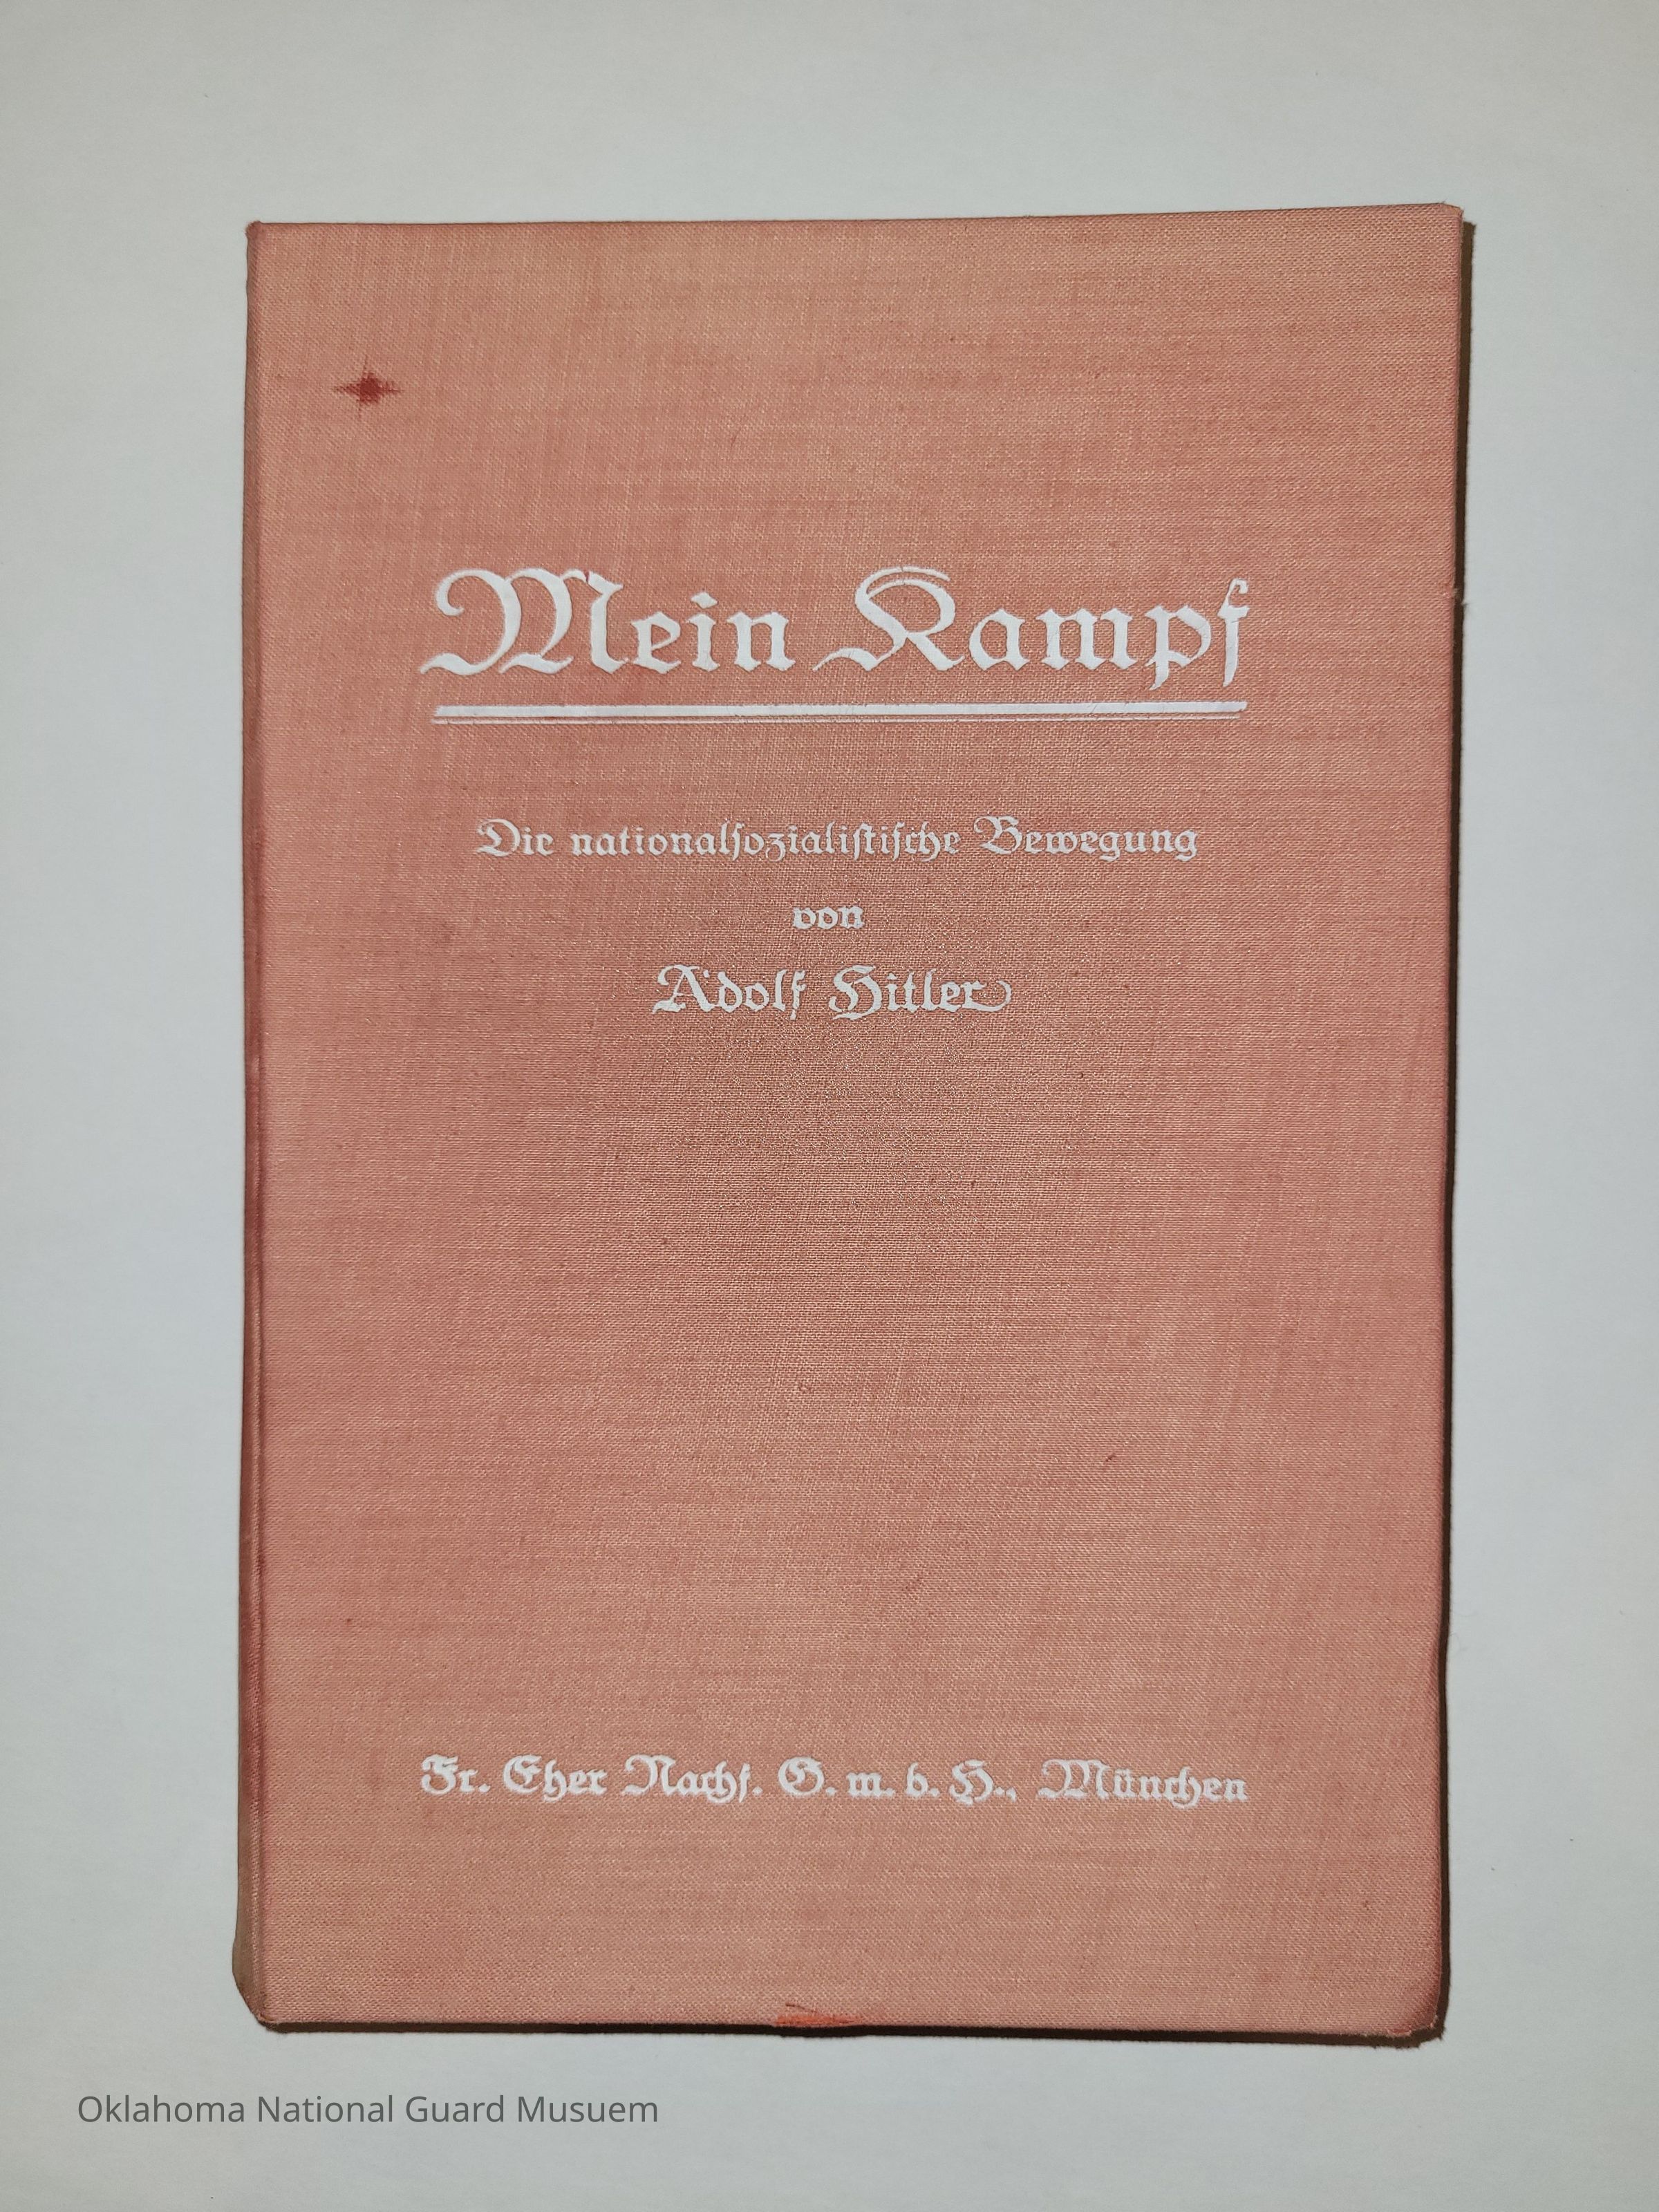 Mein Kampf
Die nationalſozialiſtiſche Bewegung
von
Adolf Hitler
Fr. Eher Nachf. G. m. b. H., München
Oklahoma National Guard Musuem